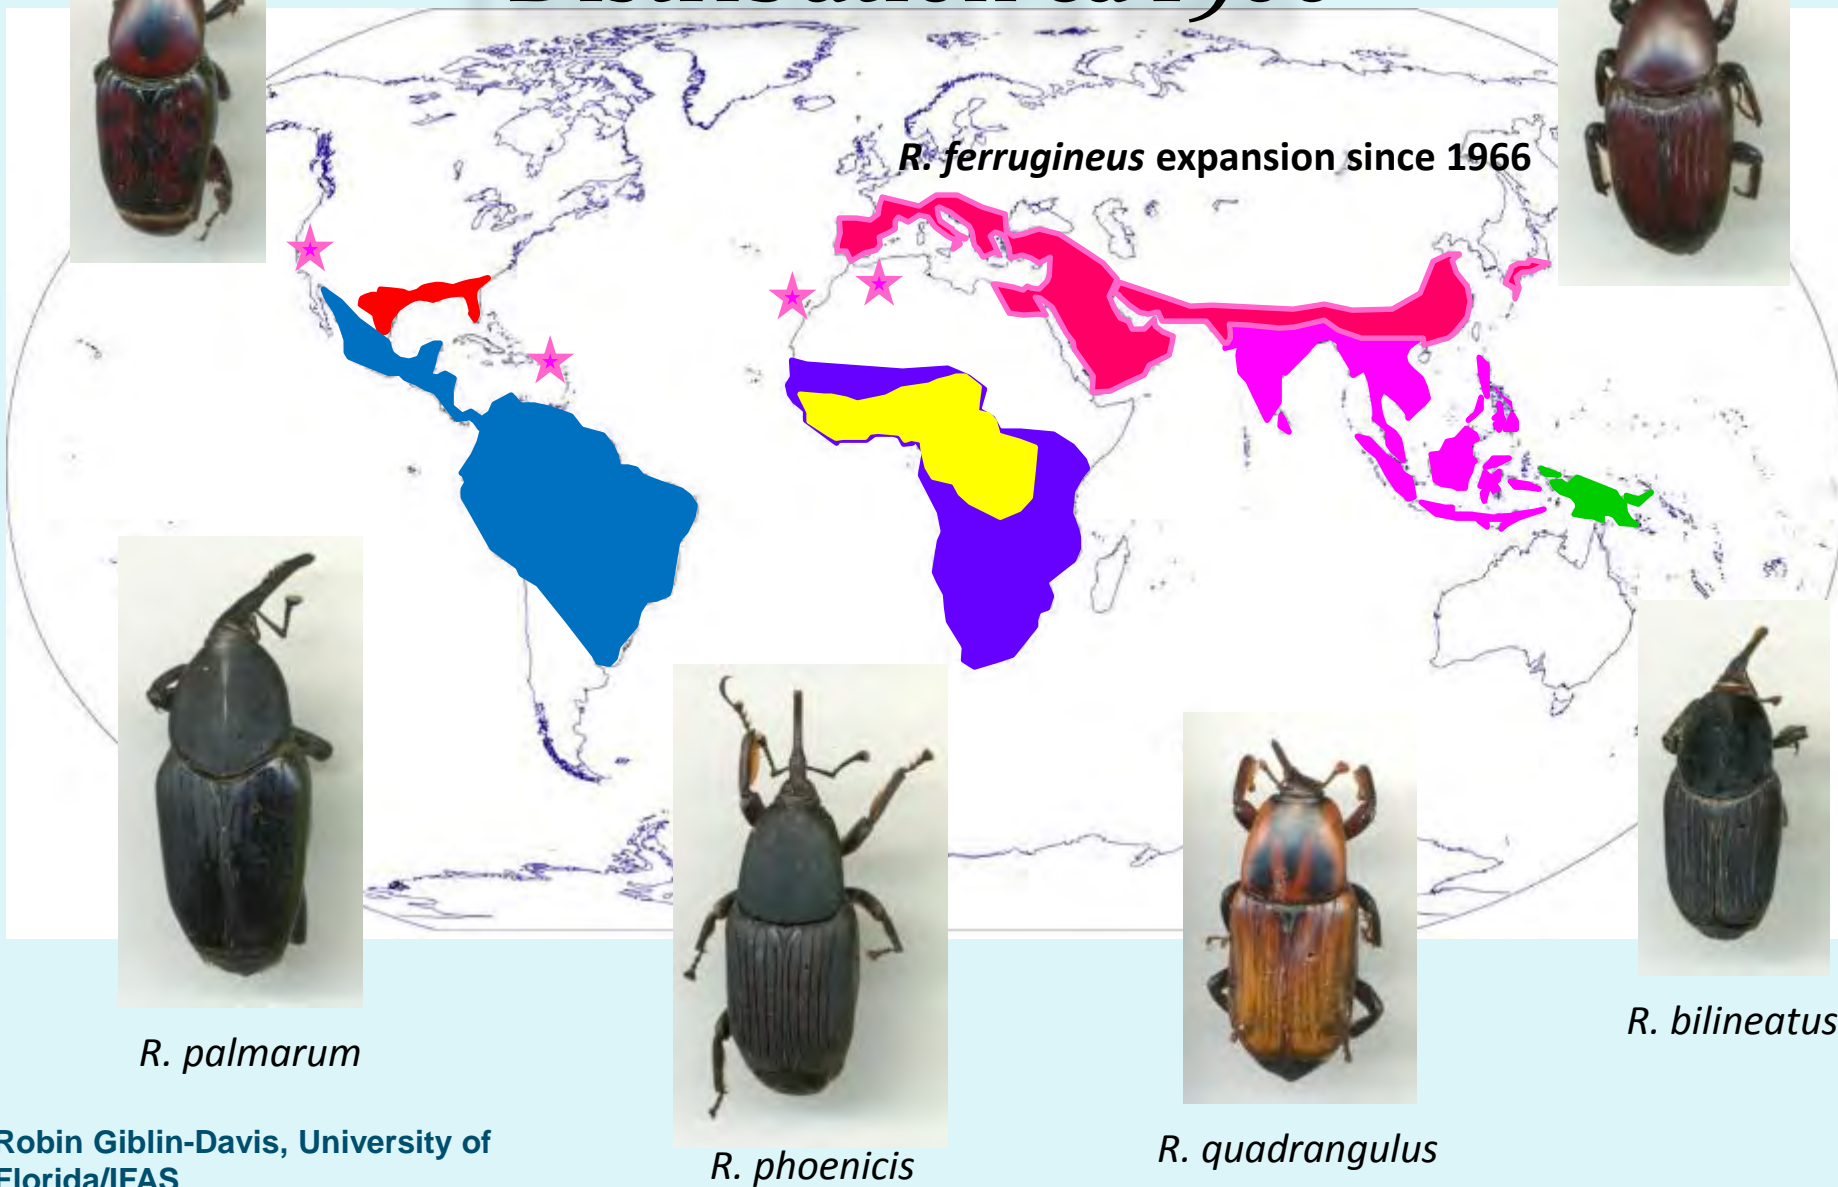 R. ferrugineus expansion since 1966
R. bilineatus
R. palmarum
Robin Giblin-Davis, University of
Florida/IFAS
R. quadrangulus
R. phoenicis